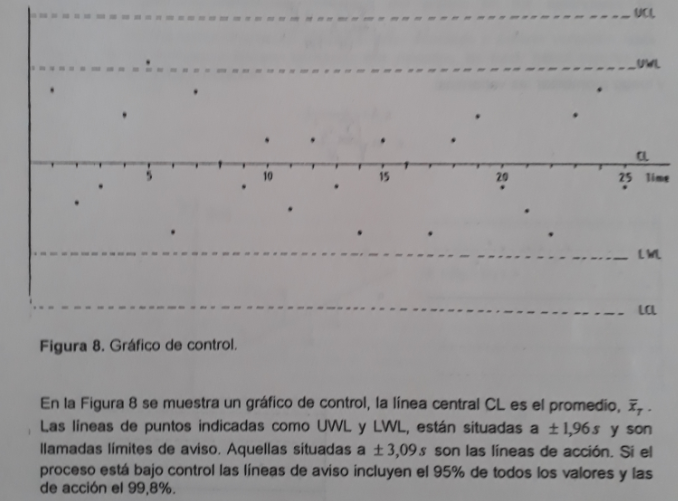 UCL
UWL
CL
5
10
15
20
25 Time
LWL
LCL
Figura 8. Gráfico de control.
En la Figura 8 se muestra un gráfico de control, la línea central CL es el promedio, x̄_T .
Las líneas de puntos indicadas como UWL y LWL, están situadas a ±1,96 s y son
llamadas límites de aviso. Aquellas situadas a ±3,09 s son las líneas de acción. Si el
proceso está bajo control las líneas de aviso incluyen el 95% de todos los valores y las
de acción el 99,8%.